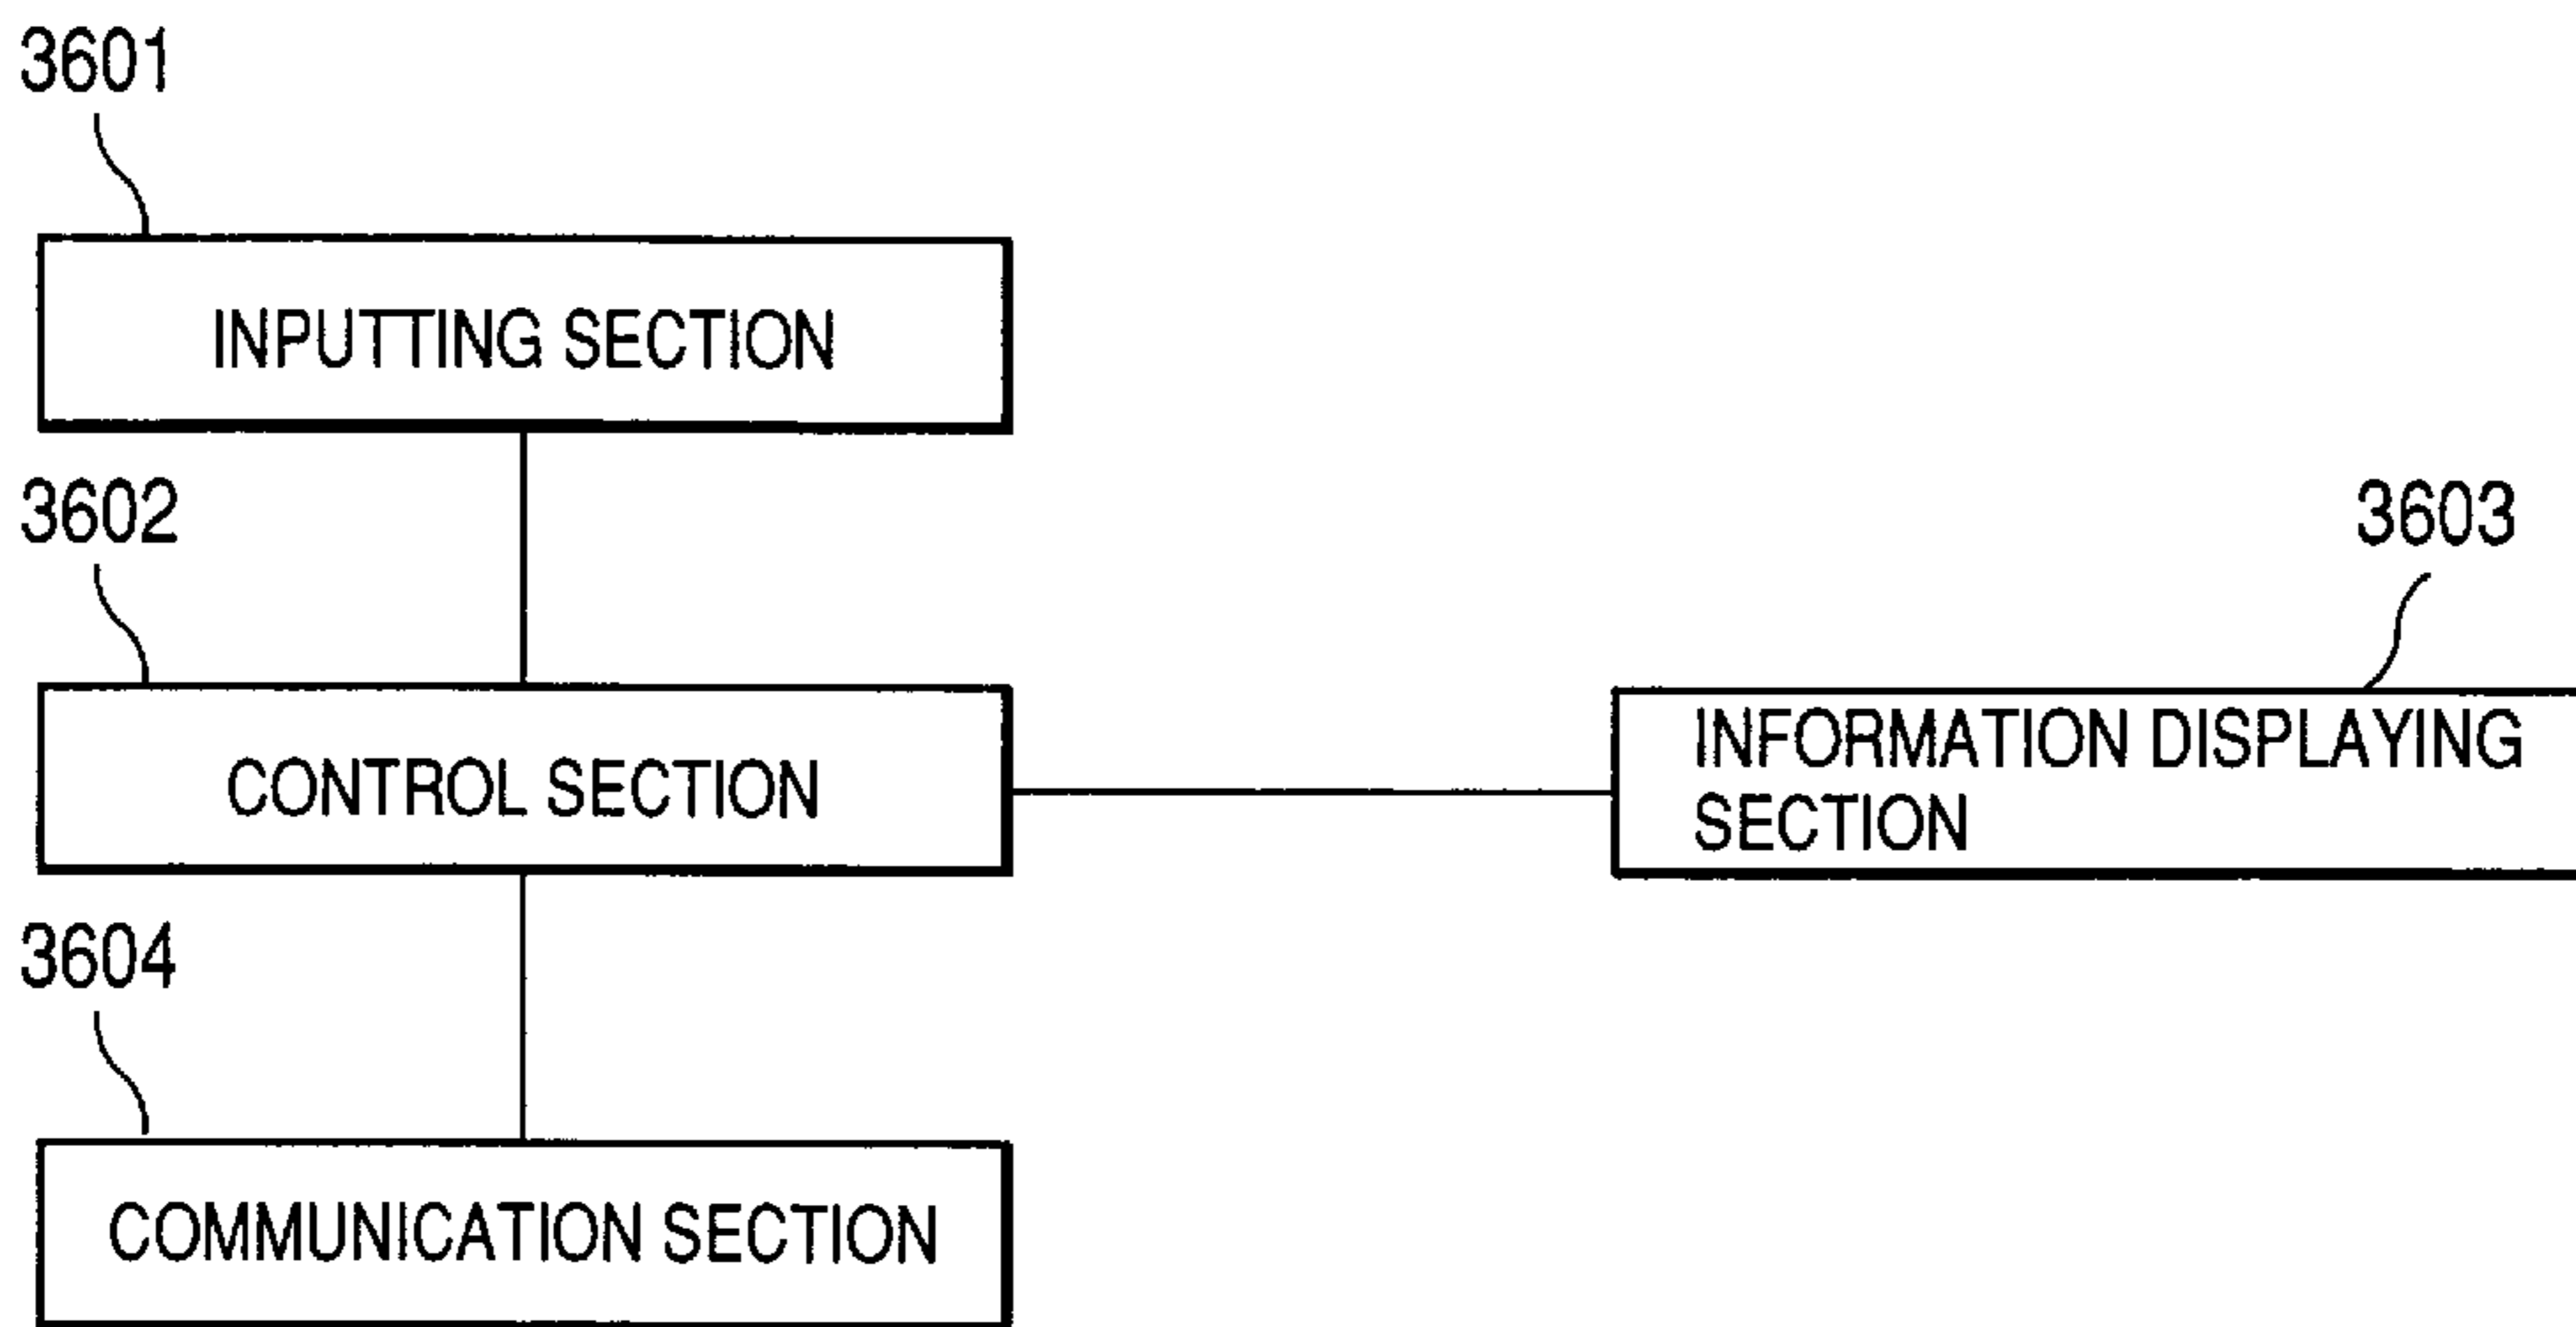 3601
INPUTTING SECTION
3602
3603
CONTROL SECTION
INFORMATION DISPLAYING
SECTION
3604
COMMUNICATION SECTION